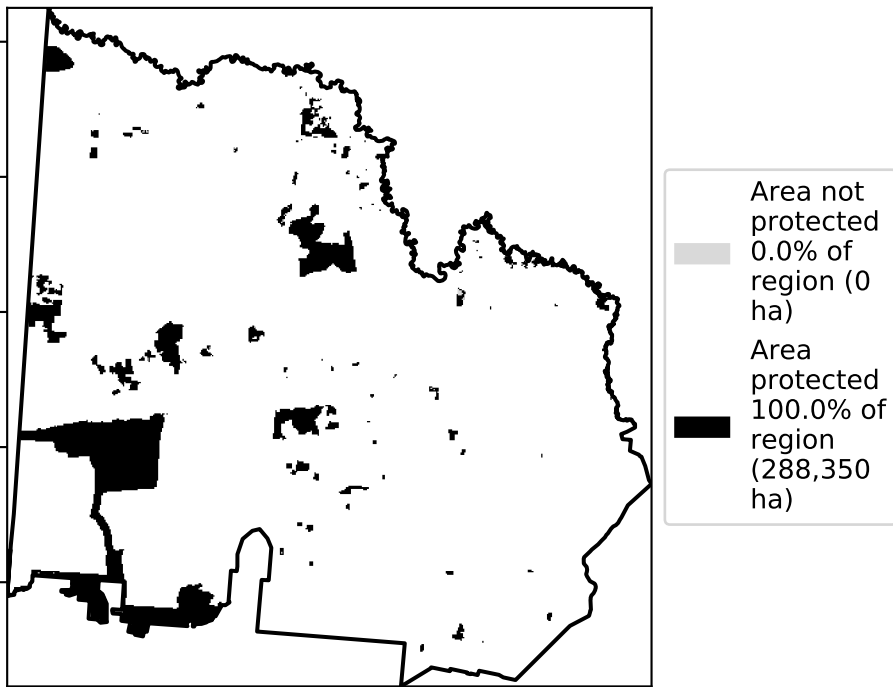 Area not
protected
0.0% of
region (0
ha)
Area
protected
100.0% of
region
(288,350
ha)